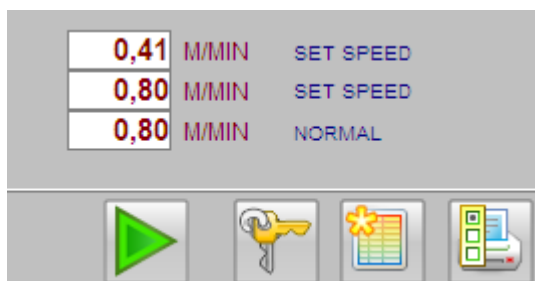 0,41 M/MIN SET SPEED
0,80 M/MIN SET SPEED
0,80 M/MIN NORMAL